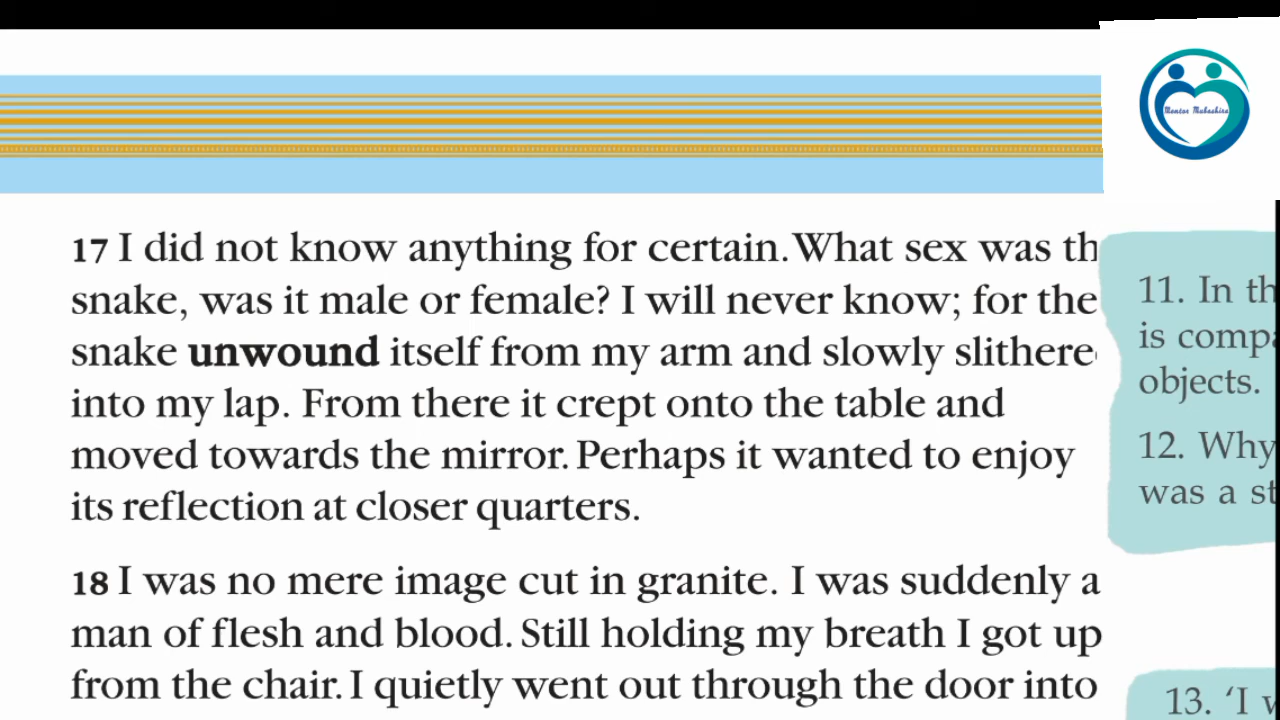 Mentor Mubashira
17 I did not know anything for certain. What sex was th
snake, was it male or female? I will never know; for the
snake unwound itself from my arm and slowly slithere
into my lap. From there it crept onto the table and
moved towards the mirror. Perhaps it wanted to enjoy
its reflection at closer quarters.
18 I was no mere image cut in granite. I was suddenly a
man of flesh and blood. Still holding my breath I got up
from the chair. I quietly went out through the door into
11. In th
is comp
objects.
12. Why
was a st
13. ‘I w